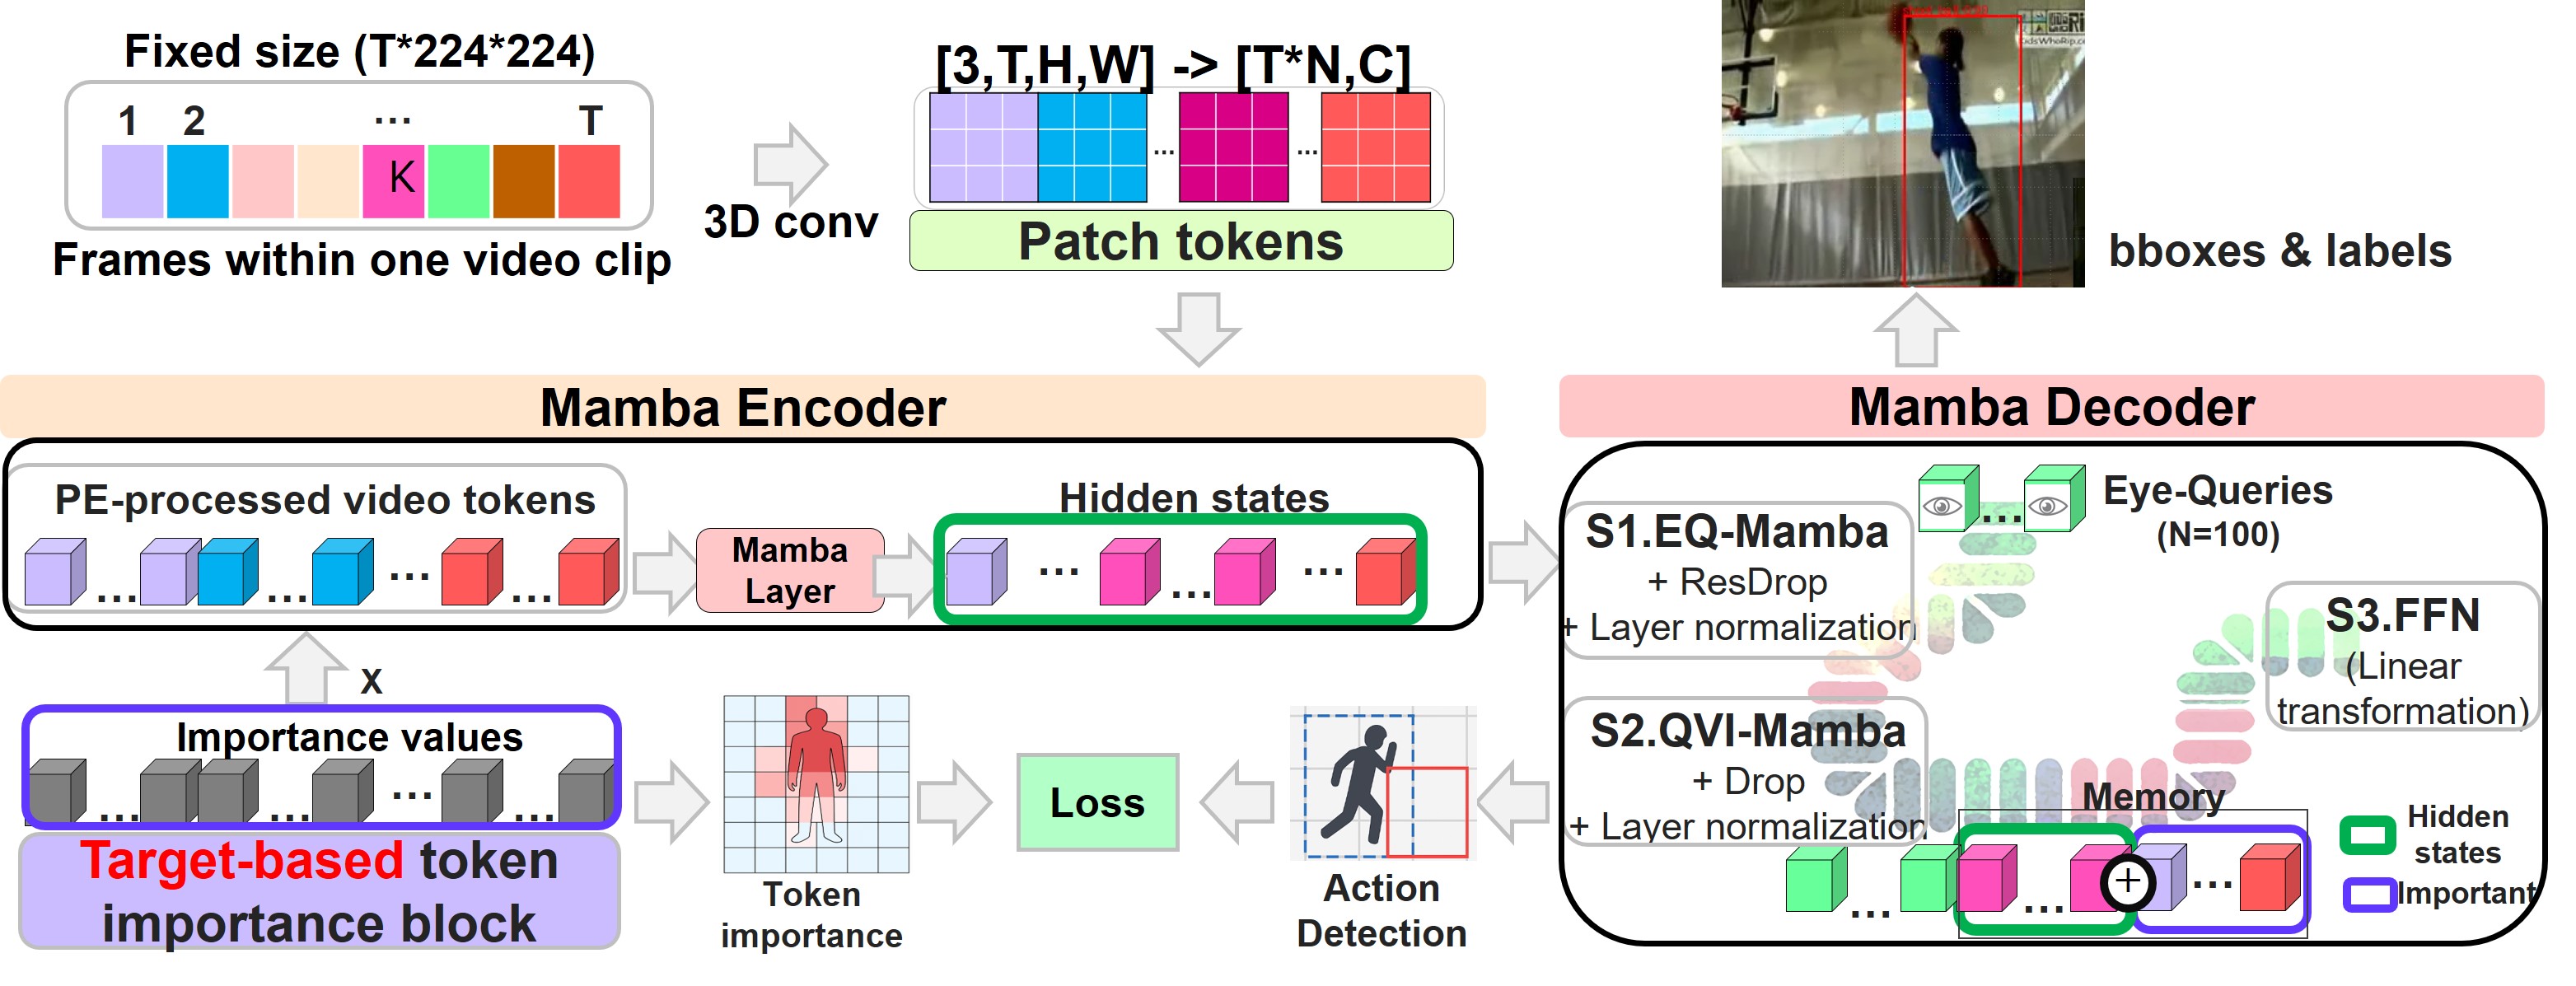 Fixed size (T*224*224)
1 2 ... T
K
Frames within one video clip
3D conv
[3,T,H,W] -> [T*N,C]
... ...
Patch tokens
bboxes & labels
Mamba Encoder
PE-processed video tokens
... ... ... ...
Mamba
Layer
Hidden states
... ... ...
X
Importance values
... ... ... ...
Target-based token
importance block
Token
importance
Loss
Action
Detection
Mamba Decoder
Eye-Queries
(N=100)
...
S1.EQ-Mamba
+ ResDrop
+ Layer normalization
S2.QVI-Mamba
+ Drop
+ Layer normalization
S3.FFN
(Linear
transformation)
Memory
... ... + ...
Hidden
states
Important